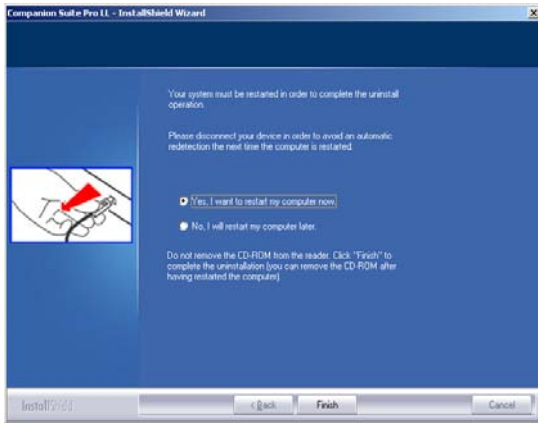 Companion Suite Pro LL - InstallShield Wizard
Your system must be restarted in order to complete the uninstall
operation.
Please disconnect your device in order to avoid an automatic
redetection the next time the computer is restarted.
Yes, I want to restart my computer now.
No, I will restart my computer later.
Do not remove the CD-ROM from the reader. Click "Finish" to
complete the uninstallation (you can remove the CD-ROM after
having restarted the computer).
InstallShield
< Back
Finish
Cancel